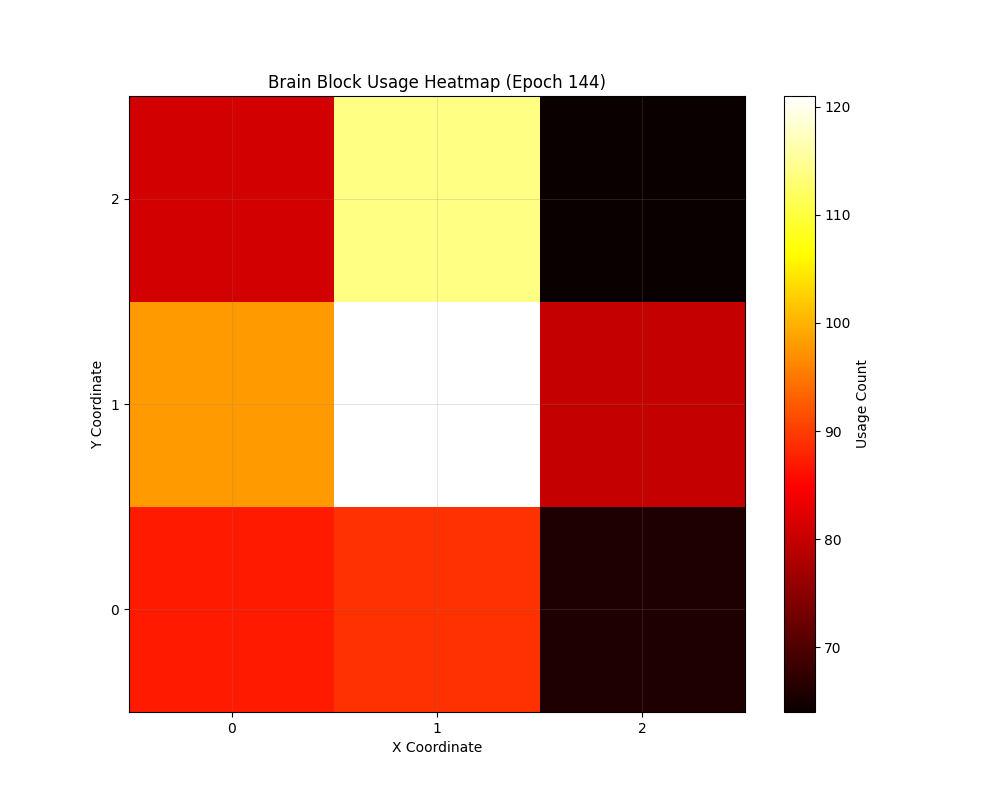 Brain Block Usage Heatmap (Epoch 144)
120
110
100
90
80
70
Usage Count
2
1
0
Y Coordinate
0 1 2
X Coordinate